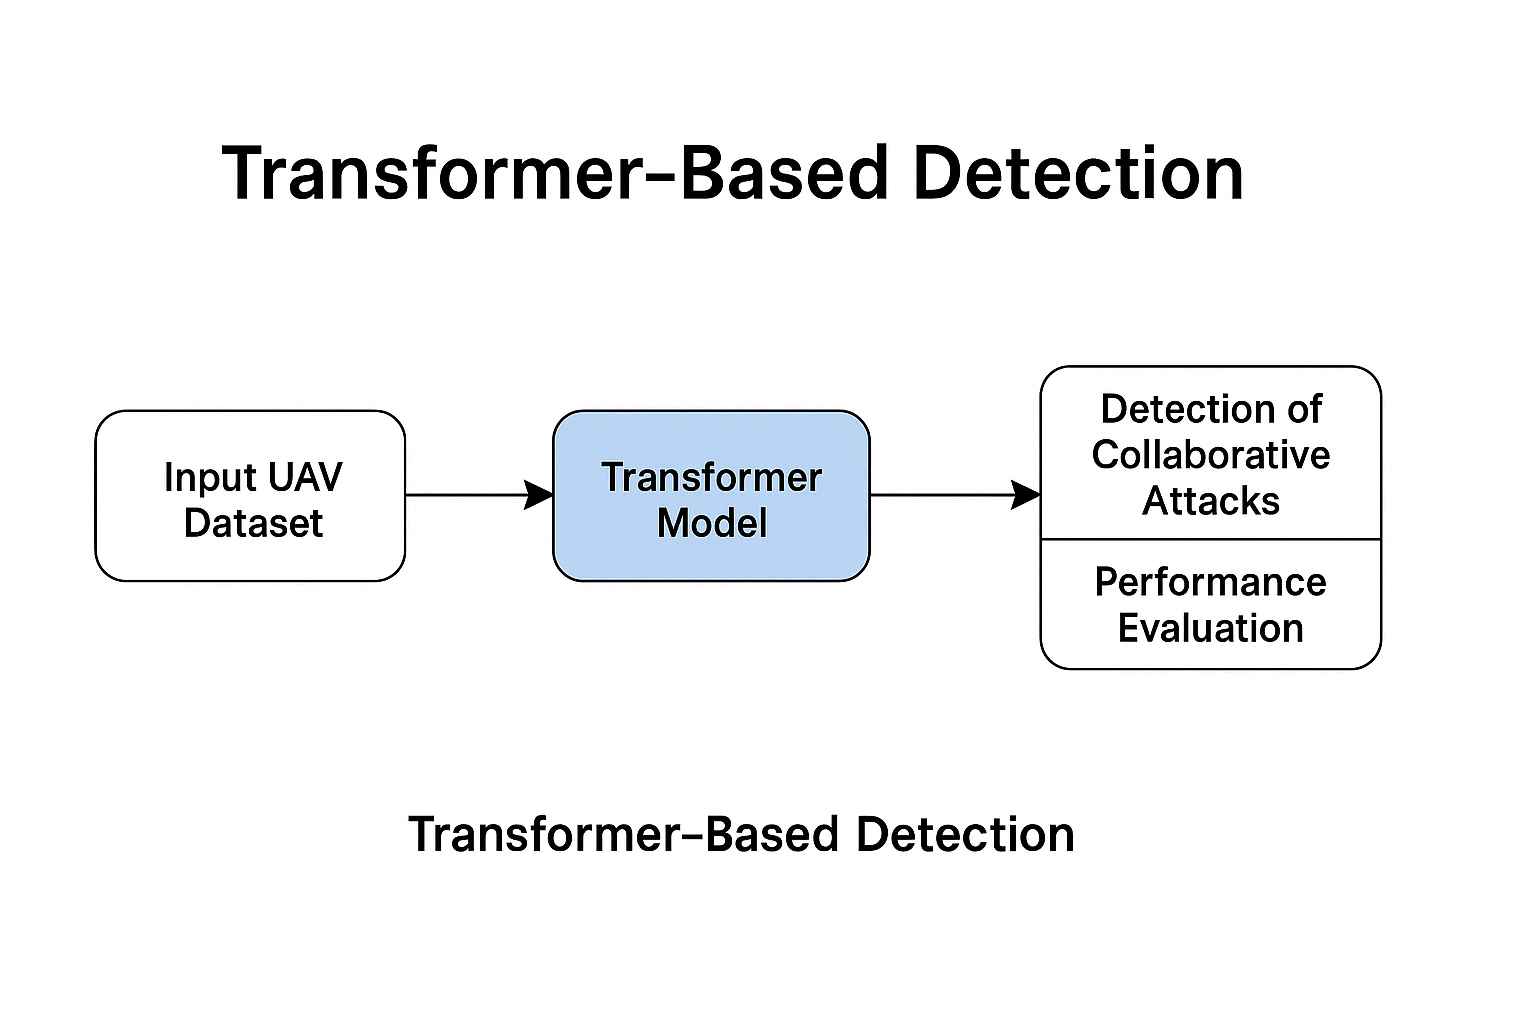 Transformer–Based Detection
Input UAV
Dataset
Transformer
Model
Detection of
Collaborative
Attacks
Performance
Evaluation
Transformer–Based Detection